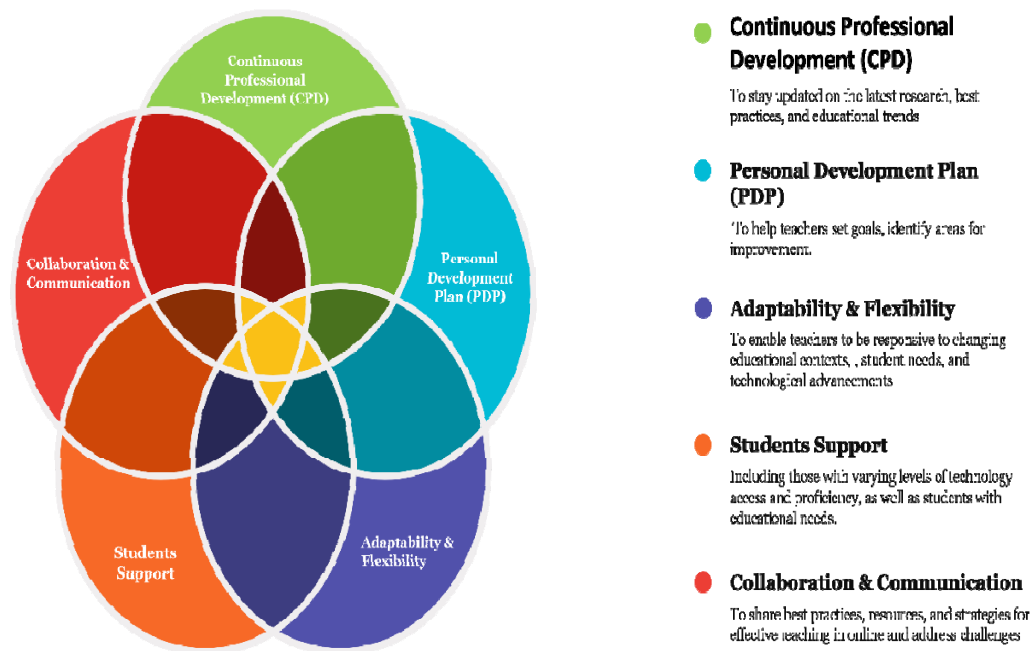 Continuous
Professional
Development (CPD)
Collaboration &
Communication
Personal
Development
Plan (PDP)
Students
Support
Adaptability &
Flexibility
Continuous Professional
Development (CPD)
To stay updated on the latest research, best
practices, and educational trends
Personal Development Plan
(PDP)
To help teachers set goals, identify areas for
improvement.
Adaptability & Flexibility
To enable teachers to be responsive to changing
educational contexts, , student needs, and
technological advancements
Students Support
Including those with varying levels of technology
access and proficiency, as well as students with
educational needs.
Collaboration & Communication
To share best practices, resources, and strategies for
effective teaching in online and address challenges